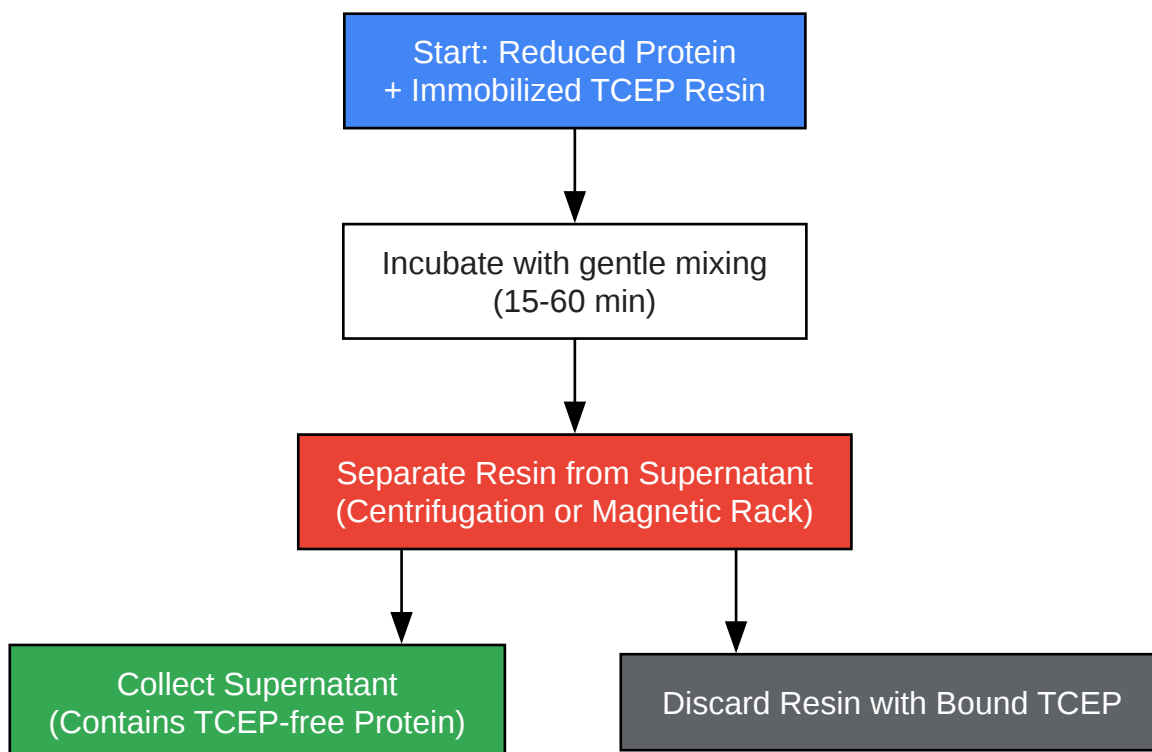 Start: Reduced Protein
+ Immobilized TCEP Resin
Incubate with gentle mixing
(15-60 min)
Separate Resin from Supernatant
(Centrifugation or Magnetic Rack)
Collect Supernatant
(Contains TCEP-free Protein)
Discard Resin with Bound TCEP